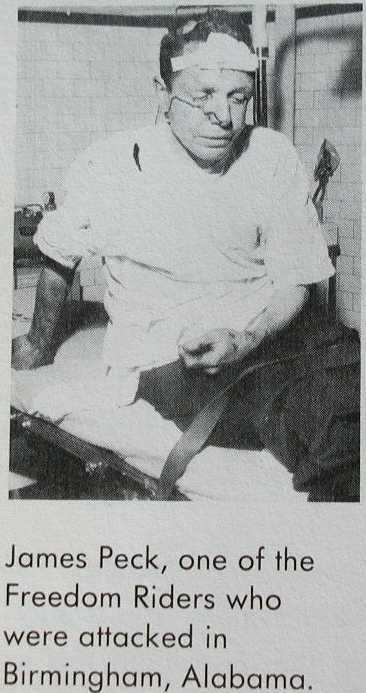 James Peck, one of the
Freedom Riders who
were attacked in
Birmingham, Alabama.